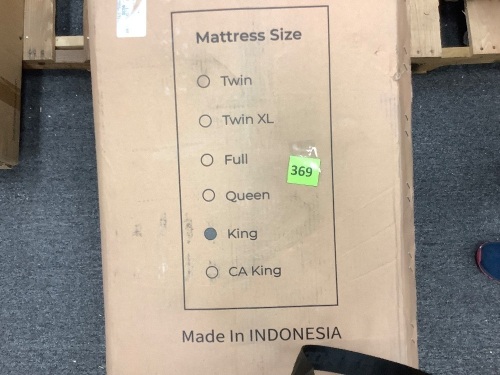 Mattress Size
Twin
Twin XL
Full
369
Queen
King
CA King
Made In INDONESIA